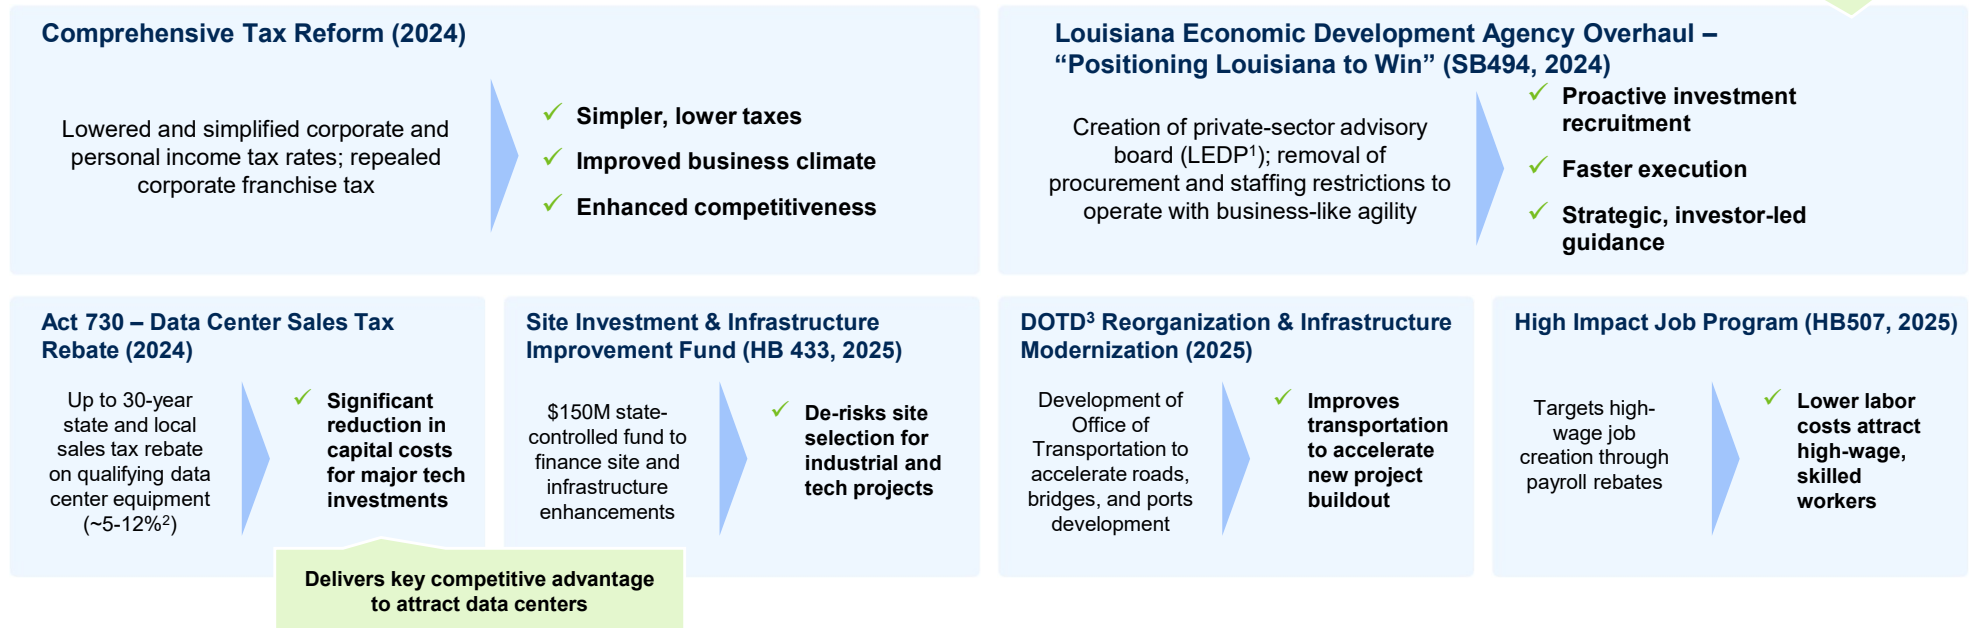 Comprehensive Tax Reform (2024)
Lowered and simplified corporate and
personal income tax rates; repealed
corporate franchise tax
✓ Simpler, lower taxes
✓ Improved business climate
✓ Enhanced competitiveness
Louisiana Economic Development Agency Overhaul –
“Positioning Louisiana to Win” (SB494, 2024)
Creation of private-sector advisory
board (LEDP¹); removal of
procurement and staffing restrictions to
operate with business-like agility
✓ Proactive investment
recruitment
✓ Faster execution
✓ Strategic, investor-led
guidance
Act 730 – Data Center Sales Tax
Rebate (2024)
Up to 30-year
state and local
sales tax rebate
on qualifying data
center equipment
(~5-12%²)
✓ Significant
reduction in
capital costs
for major tech
investments
Delivers key competitive advantage
to attract data centers
Site Investment & Infrastructure
Improvement Fund (HB 433, 2025)
$150M state-
controlled fund to
finance site and
infrastructure
enhancements
✓ De-risks site
selection for
industrial and
tech projects
DOTD³ Reorganization & Infrastructure
Modernization (2025)
Development of
Office of
Transportation to
accelerate roads,
bridges, and ports
development
✓ Improves
transportation
to accelerate
new project
buildout
High Impact Job Program (HB507, 2025)
Targets high-
wage job
creation through
payroll rebates
✓ Lower labor
costs attract
high-wage,
skilled
workers